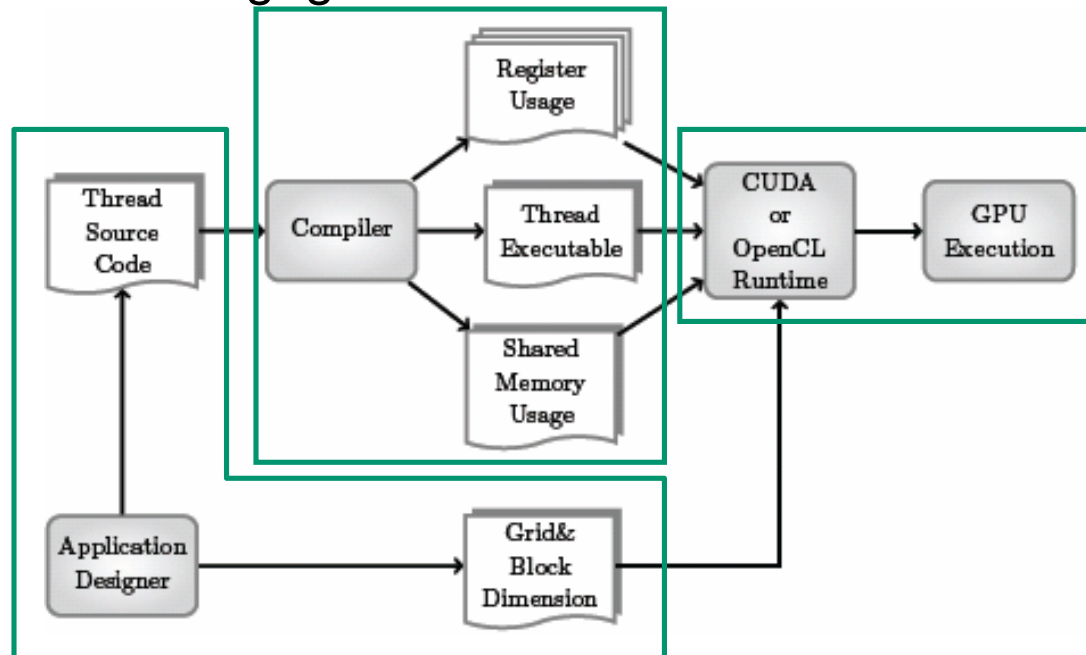 Register
Usage
Thread
Source
Code
Compiler
Thread
Executable
CUDA
or
OpenCL
Runtime
GPU
Execution
Shared
Memory
Usage
Application
Designer
Grid&
Block
Dimension